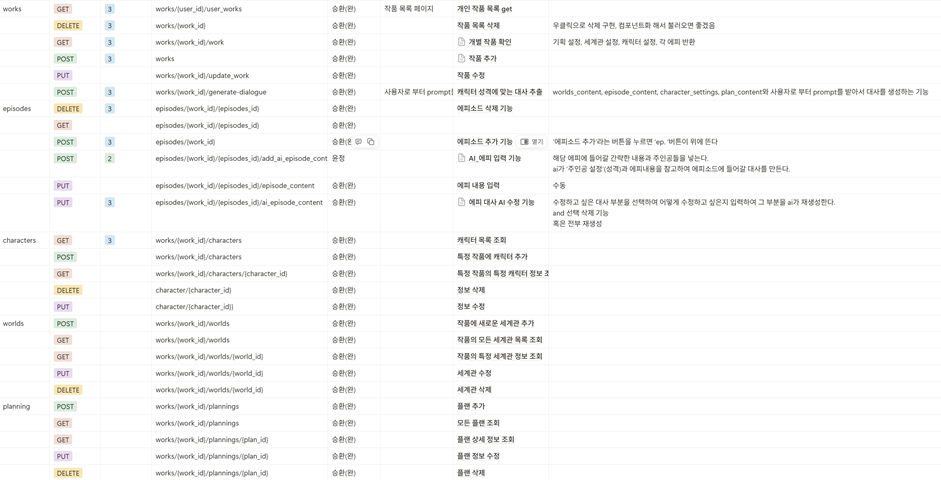 works GET 3 works/{user_id}/user_works 승환(완) 작품 목록 페이지 개인 작품 목록 get
DELETE 3 works/{work_id} 승환(완) 작품 목록 삭제 우클릭으로 삭제 구현, 컴포넌트화 해서 불러오면 좋겠음
GET 3 works/{work_id}/work 승환(완) 개별 작품 확인 기획 설정, 세계관 설정, 캐릭터 설정, 각 에피 반환
POST 3 works 승환(완) 작품 추가
PUT works/{work_id}/update_work 승환(완) 작품 수정
POST 3 works/{work_id}/generate-dialogue 승환(완) 사용자로 부터 prompt 캐릭터 성격에 맞는 대사 추출 worlds_content, episode_content, character_settings, plan_content와 사용자로 부터 prompt를 받아서 대사를 생성하는 기능
episodes DELETE 3 episodes/{work_id}/{episodes_id} 승환(완) 에피소드 삭제 기능
GET episodes/{work_id}/{episodes_id} 승환(완)
POST 3 episodes/{work_id} 승환(완 에피소드 추가 기능 열기 '에피소드 추가'라는 버튼을 누르면 'ep. '버튼이 위에 뜬다
POST 2 episodes/{work_id}/{episodes_id}/add_ai_episode_cont 윤정 AI_에피 입력 기능 해당 에피에 들어갈 간략한 내용과 주인공들을 넣는다.
ai가 '주인공 설정'(성격)과 에피내용을 참고하여 에피소드에 들어갈 대사를 만든다.
PUT episodes/{work_id}/{episodes_id}/episode_content 승환(완) 에피 내용 입력 수동
PUT 3 episodes/{work_id}/{episodes_id}/ai_episode_content 승환(완) 에피 대사 AI 수정 기능 수정하고 싶은 대사 부분을 선택하여 어떻게 수정하고 싶은지 입력하여 그 부분을 ai가 재생성한다.
and 선택 삭제 기능
혹은 전부 재생성
characters GET 3 works/{work_id}/characters 승환(완) 캐릭터 목록 조회
POST works/{work_id}/characters 승환(완) 특정 작품에 캐릭터 추가
GET works/{work_id}/characters/{character_id} 승환(완) 특정 작품의 특정 캐릭터 정보 조
DELETE character/{character_id} 승환(완) 정보 삭제
PUT character/{character_id}} 승환(완) 정보 수정
worlds POST works/{work_id}/worlds 승환(완) 작품에 새로운 세계관 추가
GET works/{work_id}/worlds 승환(완) 작품의 모든 세계관 목록 조회
GET works/{work_id}/worlds/{world_id} 승환(완) 작품의 특정 세계관 정보 조회
PUT works/{work_id}/worlds/{world_id} 승환(완) 세계관 수정
DELETE works/{work_id}/worlds/{world_id} 승환(완) 세계관 삭제
planning POST works/{work_id}/plannings 승환(완) 플랜 추가
GET works/{work_id}/plannings 승환(완) 모든 플랜 조회
GET works/{work_id}/plannings/{plan_id} 승환(완) 플랜 상세 정보 조회
PUT works/{work_id}/plannings/{plan_id} 승환(완) 플랜 정보 수정
DELETE works/{work_id}/plannings/{plan_id} 승환(완) 플랜 삭제